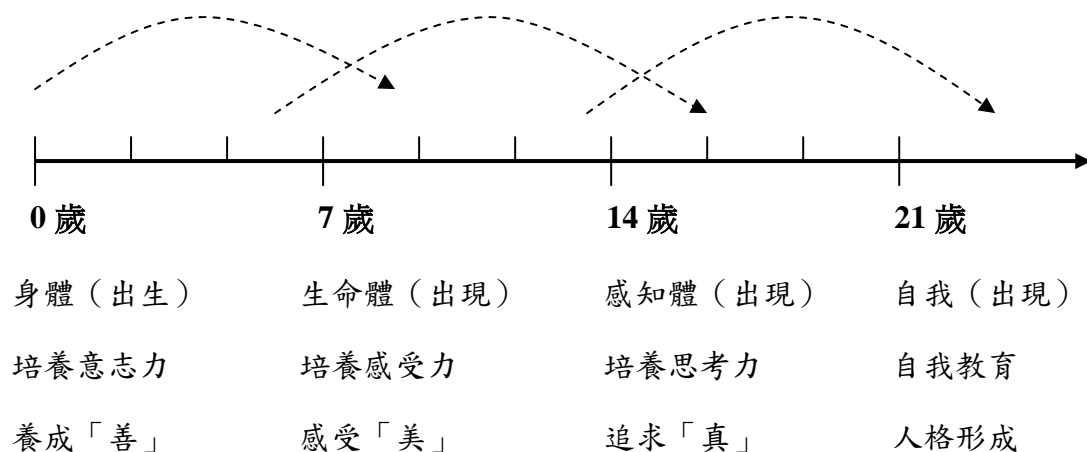 0 歲 7 歲 14 歲 21 歲
身體（出生） 生命體（出現） 感知體（出現） 自我（出現）
培養意志力 培養感受力 培養思考力 自我教育
養成「善」 感受「美」 追求「真」 人格形成